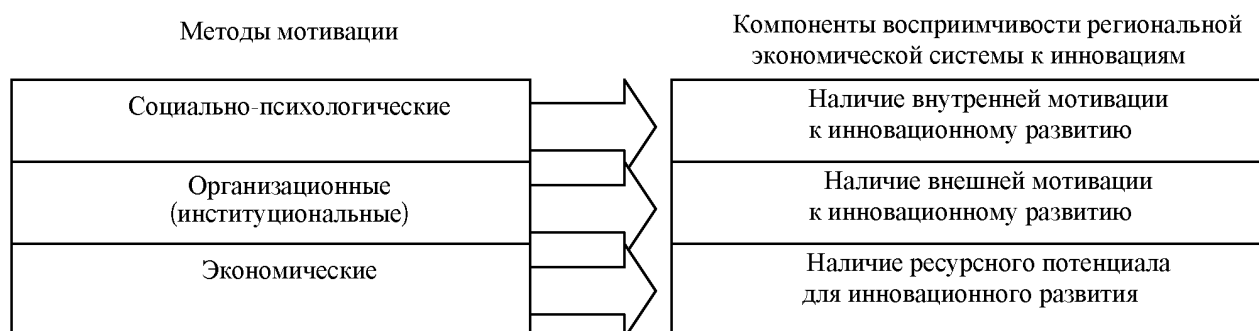 Методы мотивации
Компоненты восприимчивости региональной
экономической системы к инновациям
Социально-психологические
Наличие внутренней мотивации
к инновационному развитию
Организационные
(институциональные)
Наличие внешней мотивации
к инновационному развитию
Экономические
Наличие ресурсного потенциала
для инновационного развития